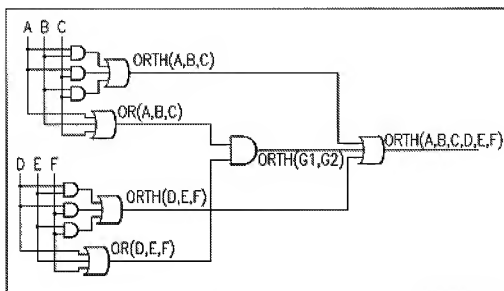 A B C
ORTH(A,B,C)
OR(A,B,C)
ORTH(A,B,C,D,E,F)
ORTH(G1,G2)
D E F
ORTH(D,E,F)
OR(D,E,F)